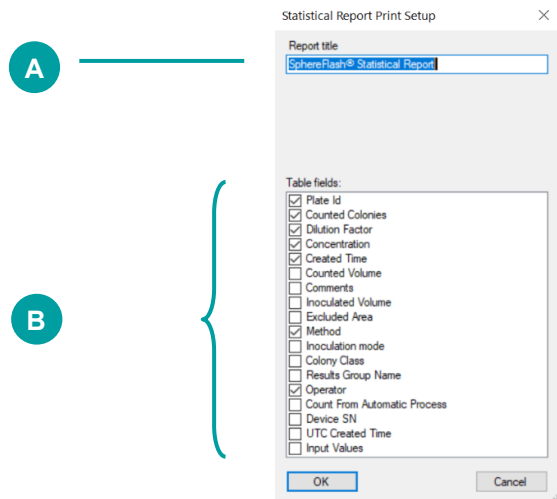 Statistical Report Print Setup
A
Report title
SphereFlash® Statistical Report
B
Table fields:
Plate Id
Counted Colonies
Dilution Factor
Concentration
Created Time
Counted Volume
Comments
Inoculated Volume
Excluded Area
Method
Inoculation mode
Colony Class
Results Group Name
Operator
Count From Automatic Process
Device SN
UTC Created Time
Input Values
OK Cancel